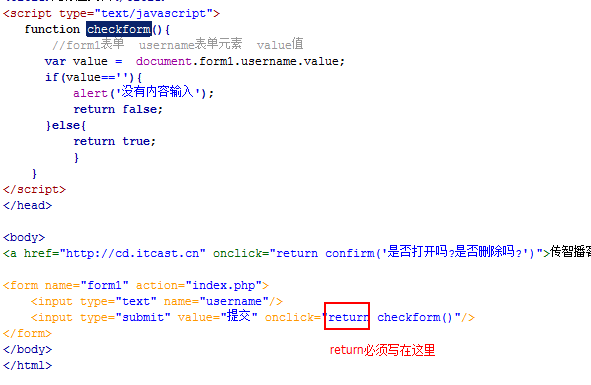 <script type="text/javascript">
function checkform(){
//form1表单 username表单元素 value值
var value = document.form1.username.value;
if(value==''){
alert('没有内容输入');
return false;
}else{
return true;
}
}
</script>
</head>
<body>
<a href="http://cd.itcast.cn" onclick="return confirm('是否打开吗?是否删除吗?')">传智播客
<form name="form1" action="index.php">
<input type="text" name="username"/>
<input type="submit" value="提交" onclick="return checkform()"/>
</form>
</body>
return必须写在这里
</html>